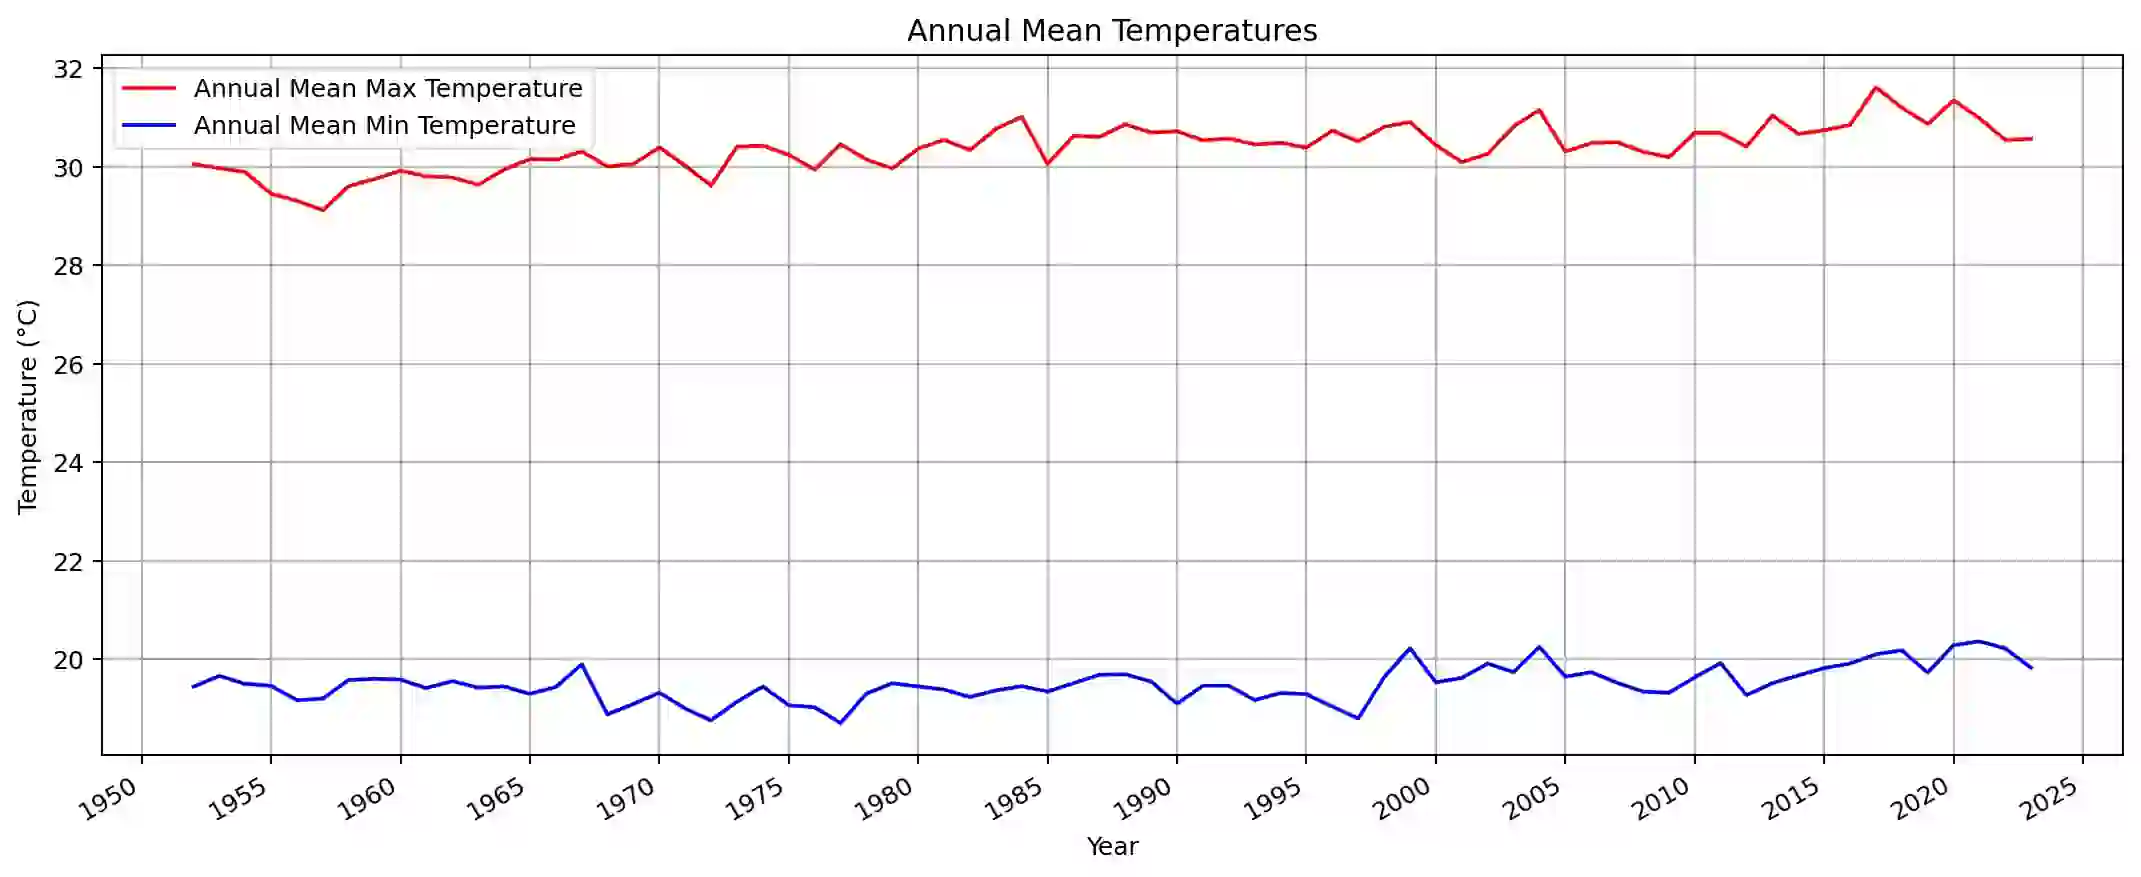 Annual Mean Temperatures
32
Annual Mean Max Temperature
Annual Mean Min Temperature
30
28
26
24
22
20
Temperature (°C)
1950 1955 1960 1965 1970 1975 1980 1985 1990 1995 2000 2005 2010 2015 2020 2025
Year